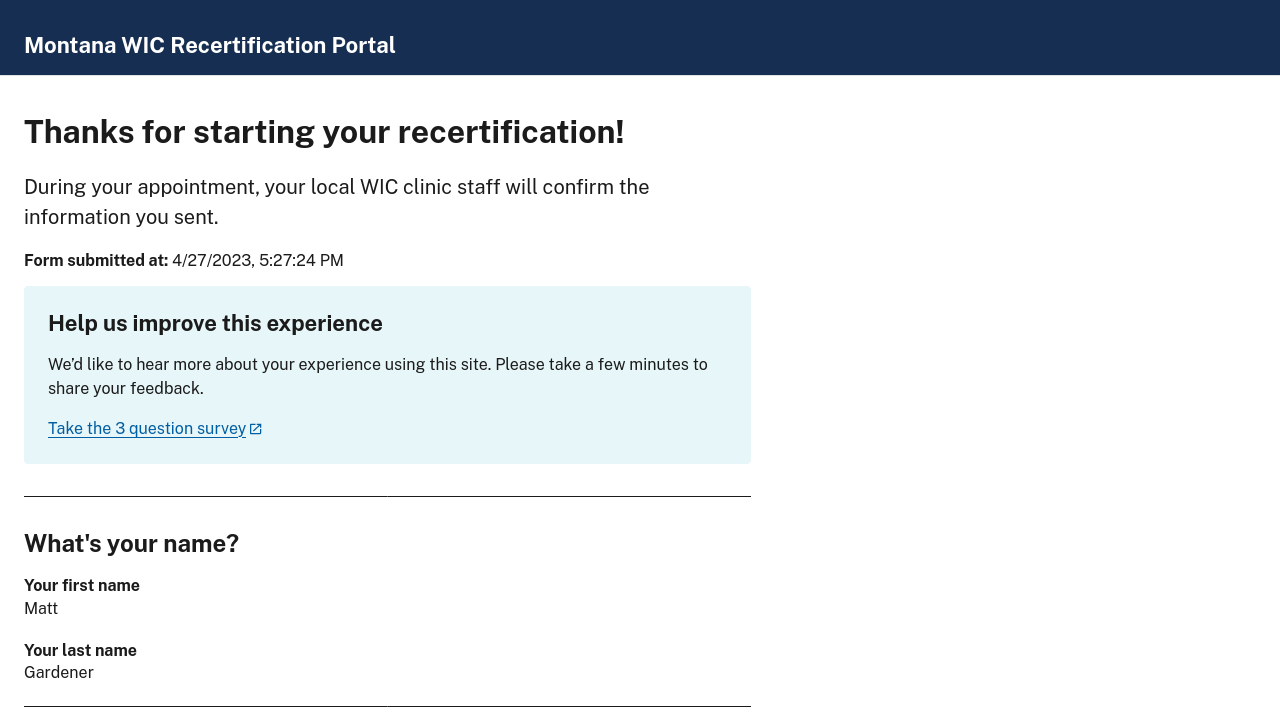 Montana WIC Recertification Portal
Thanks for starting your recertification!
During your appointment, your local WIC clinic staff will confirm the
information you sent.
Form submitted at: 4/27/2023, 5:27:24 PM
Help us improve this experience
We’d like to hear more about your experience using this site. Please take a few minutes to
share your feedback.
Take the 3 question survey
What's your name?
Your first name
Matt
Your last name
Gardener